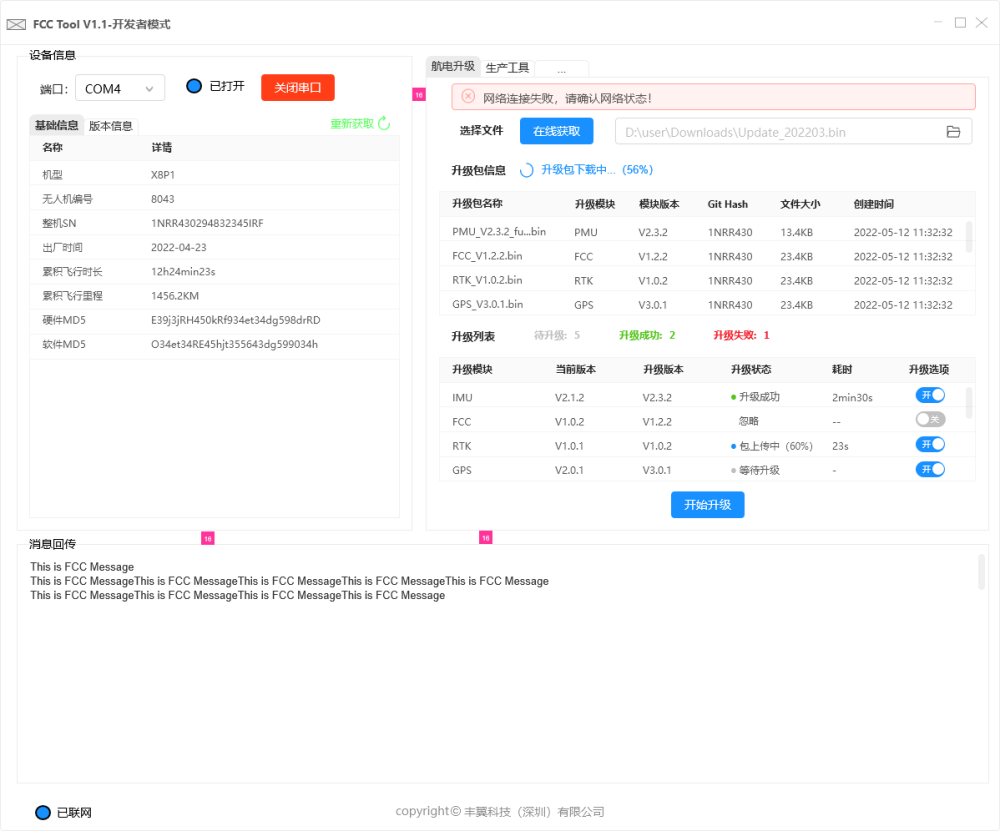 FCC Tool V1.1-开发者模式
设备信息
端口： COM4 已打开 关闭串口
基础信息 版本信息 重新获取
名称 详情
机型 X8P1
无人机编号 8043
整机SN 1NRR430294832345IRF
出厂时间 2022-04-23
累积飞行时长 12h24min23s
累积飞行里程 1456.2KM
硬件MD5 E39j3jRH450kRf934et34dg598drRD
软件MD5 O34et34RE45hjt355643dg599034h
16
航电升级 生产工具 ...
网络连接失败，请确认网络状态！
选择文件 在线获取 D:\user\Downloads\Update_202203.bin
升级包信息 升级包下载中...（56%）
升级包名称 升级模块 模块版本 Git Hash 文件大小 创建时间
PMU_V2.3.2_fu...bin PMU V2.3.2 1NRR430 13.4KB 2022-05-12 11:32:32
FCC_V1.2.2.bin FCC V1.2.2 1NRR430 23.4KB 2022-05-12 11:32:32
RTK_V1.0.2.bin RTK V1.0.2 1NRR430 23.4KB 2022-05-12 11:32:32
GPS_V3.0.1.bin GPS V3.0.1 1NRR430 23.4KB 2022-05-12 11:32:32
升级列表 待升级: 5 升级成功: 2 升级失败: 1
升级模块 当前版本 升级版本 升级状态 耗时 升级选项
IMU V2.1.2 V2.3.2 升级成功 2min30s 开
FCC V1.0.2 V1.2.2 忽略 -- 关
RTK V1.0.1 V1.0.2 包上传中（60%） 23s 开
GPS V2.0.1 V3.0.1 等待升级 - 开
开始升级
16 16
消息回传
This is FCC Message
This is FCC MessageThis is FCC MessageThis is FCC MessageThis is FCC MessageThis is FCC Message
This is FCC MessageThis is FCC MessageThis is FCC MessageThis is FCC Message
已联网 copyright© 丰翼科技（深圳）有限公司